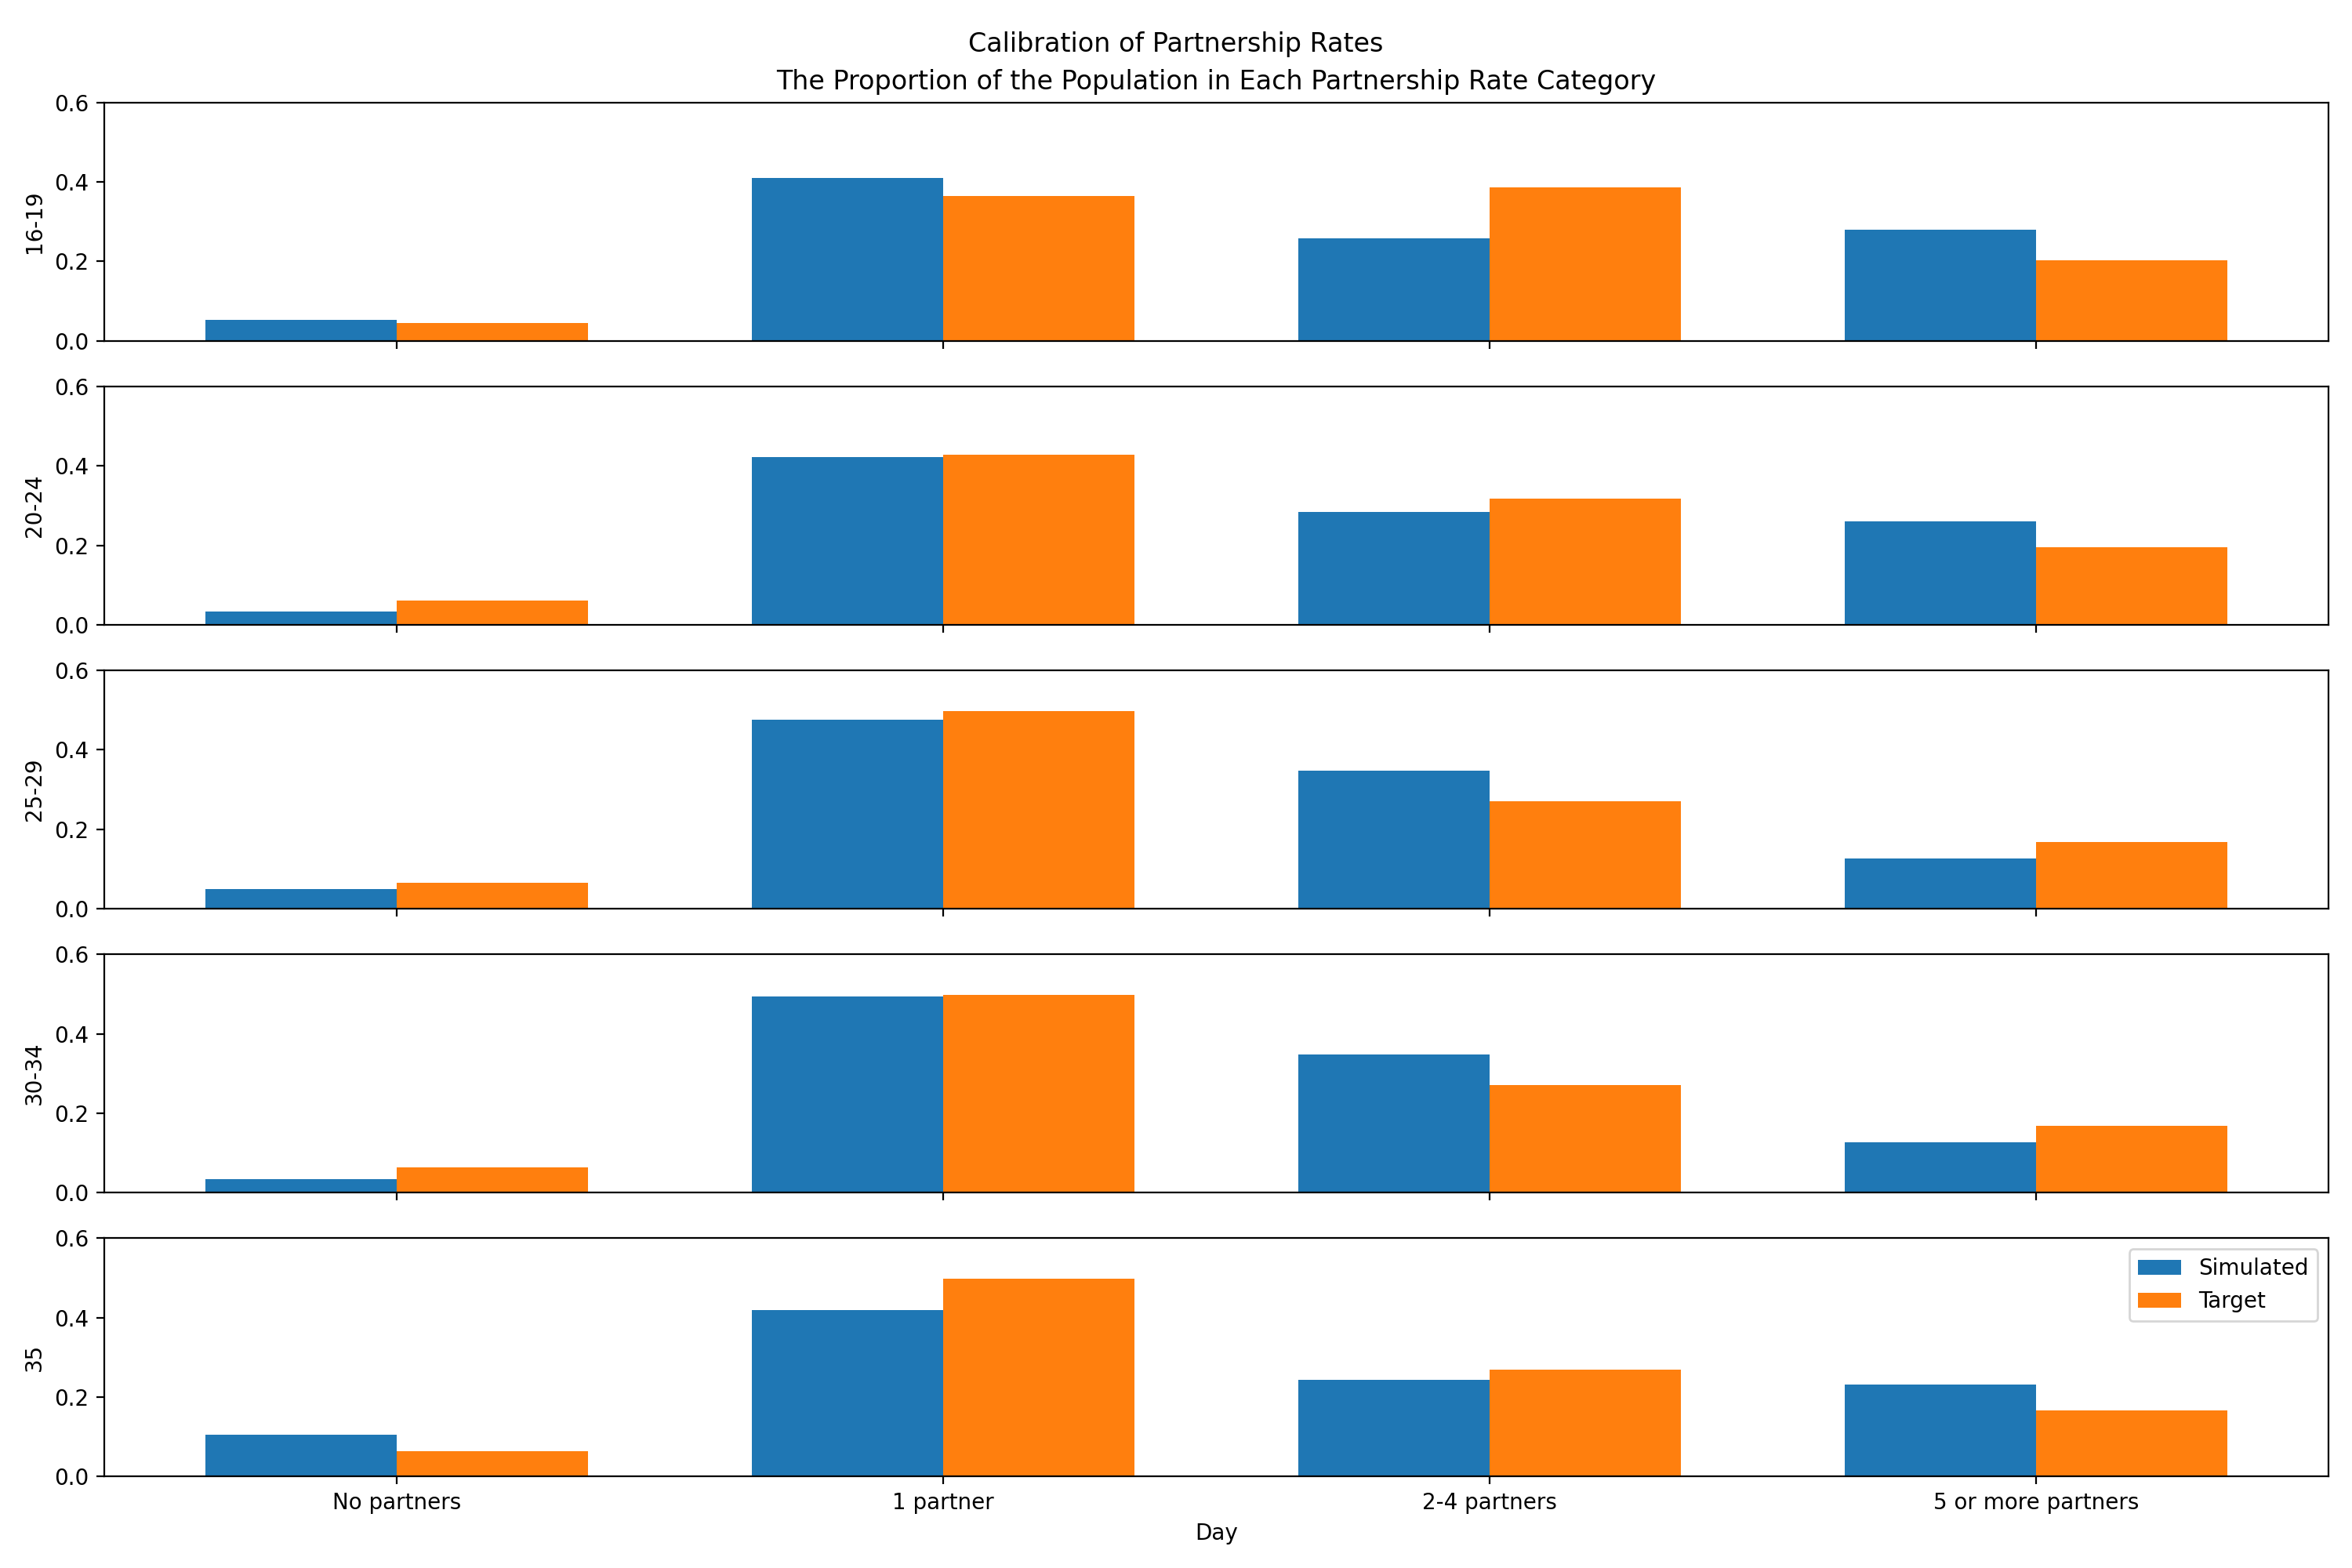 Calibration of Partnership Rates
The Proportion of the Population in Each Partnership Rate Category
0.6
0.4
0.2
0.0
16-19
0.6
0.4
0.2
0.0
20-24
0.6
0.4
0.2
0.0
25-29
0.6
0.4
0.2
0.0
30-34
0.6
0.4
0.2
0.0
35
Simulated
Target
No partners
1 partner
2-4 partners
5 or more partners
Day